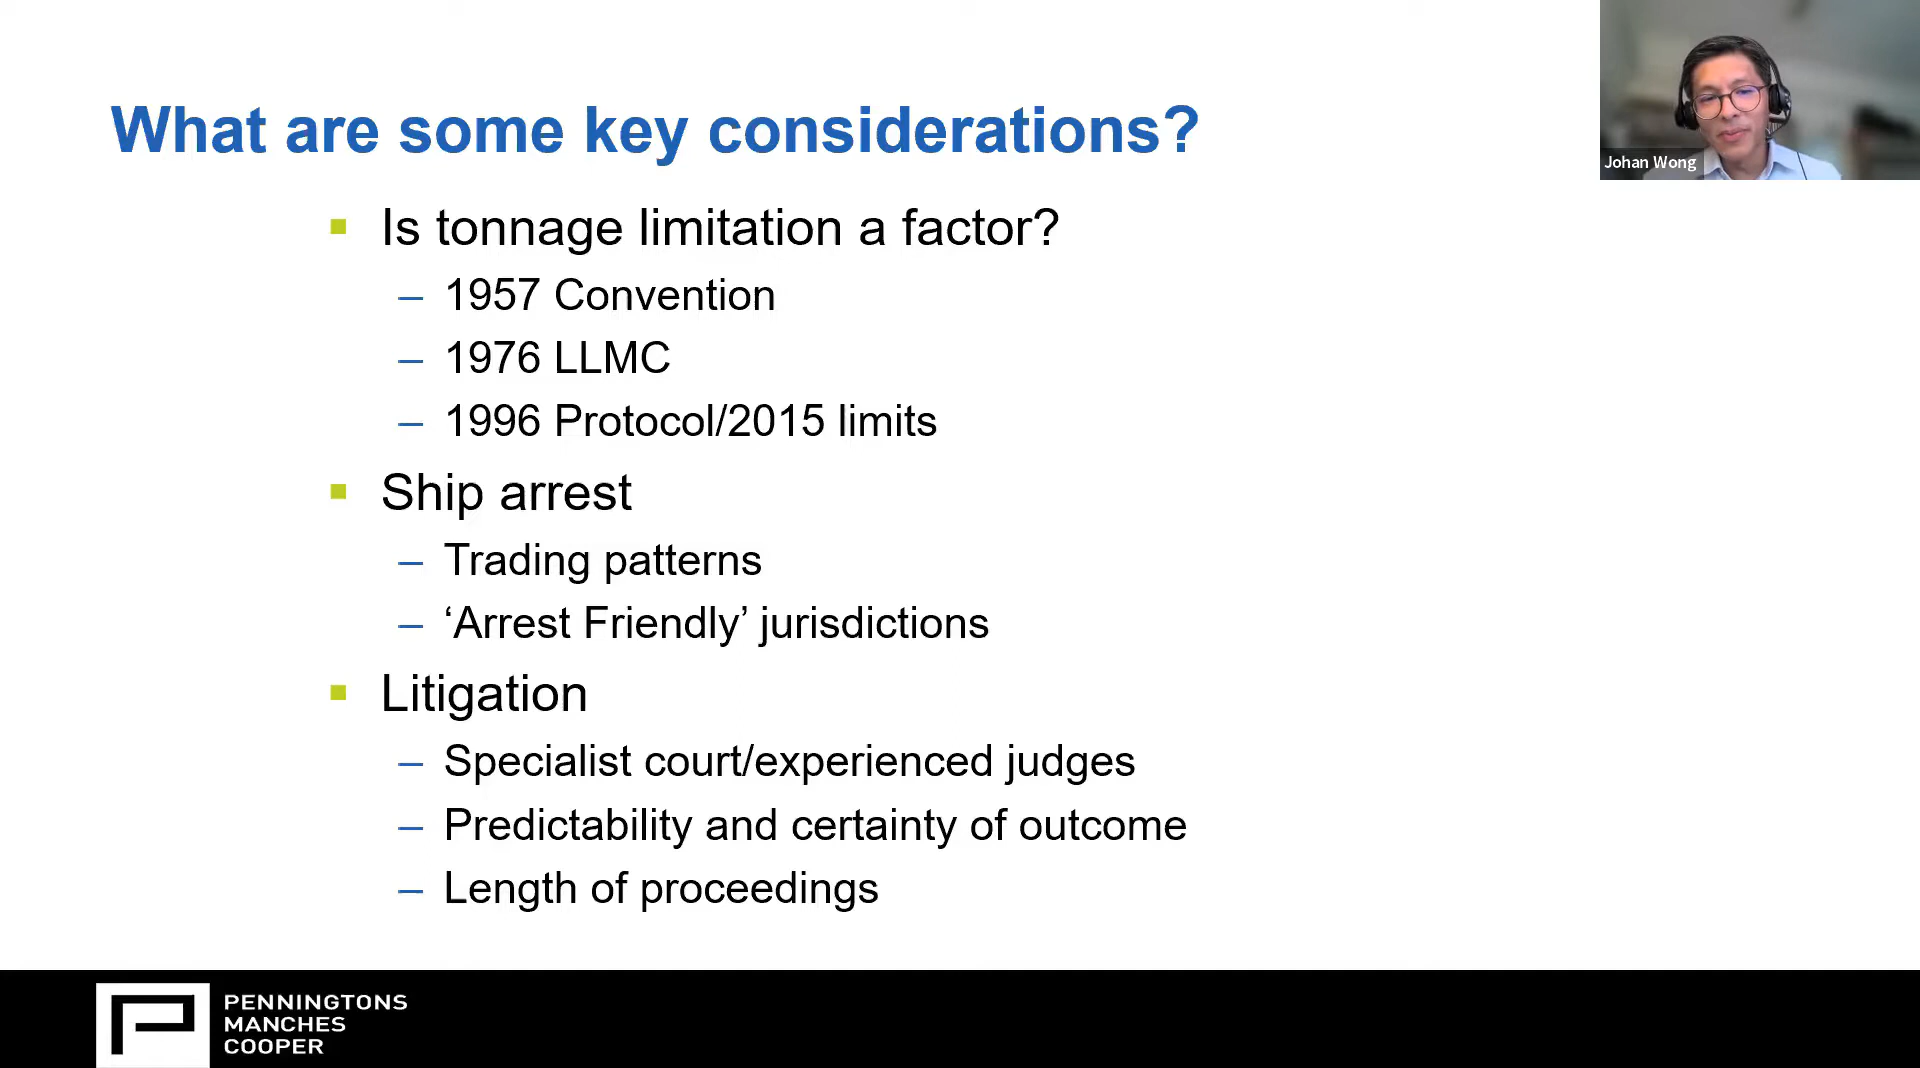 What are some key considerations?
Johan Wong
Is tonnage limitation a factor?
– 1957 Convention
– 1976 LLMC
– 1996 Protocol/2015 limits
Ship arrest
– Trading patterns
– ‘Arrest Friendly’ jurisdictions
Litigation
– Specialist court/experienced judges
– Predictability and certainty of outcome
– Length of proceedings
PENNINGTONS
MANCHES
COOPER